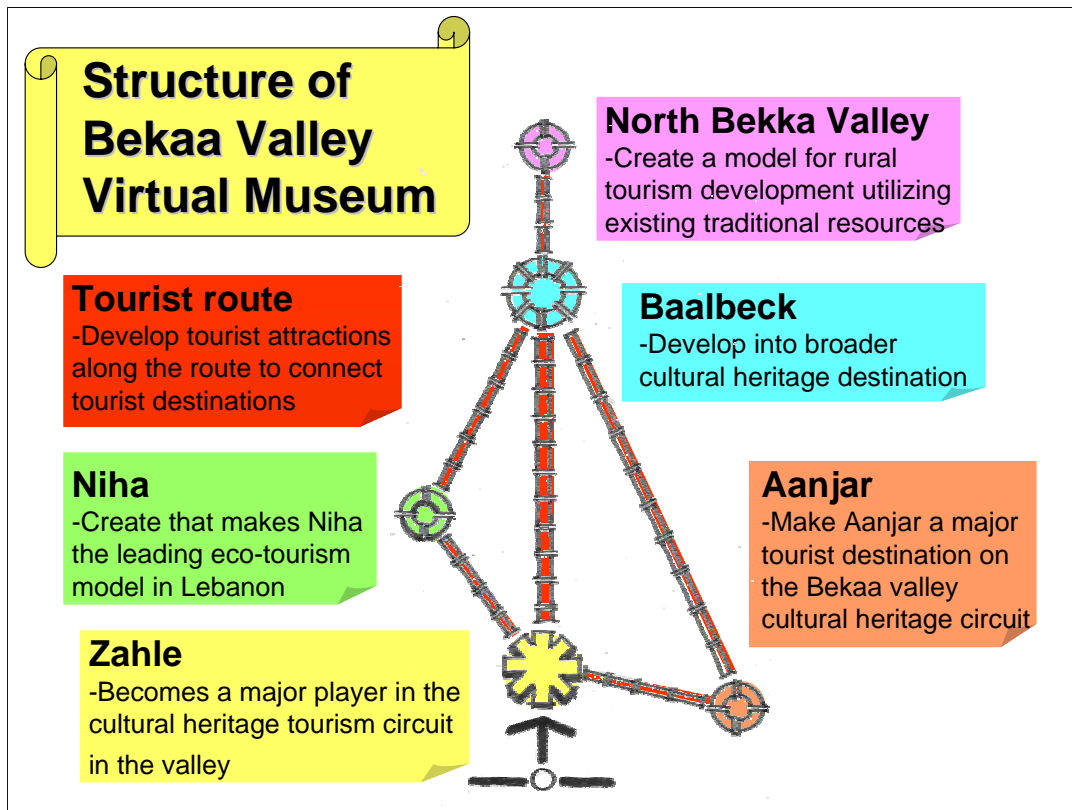 Structure of
Bekaa Valley
Virtual Museum
North Bekka Valley
-Create a model for rural
tourism development utilizing
existing traditional resources
Tourist route
-Develop tourist attractions
along the route to connect
tourist destinations
Baalbeck
-Develop into broader
cultural heritage destination
Niha
-Create that makes Niha
the leading eco-tourism
model in Lebanon
Aanjar
-Make Aanjar a major
tourist destination on
the Bekaa valley
cultural heritage circuit
Zahle
-Becomes a major player in the
cultural heritage tourism circuit
in the valley